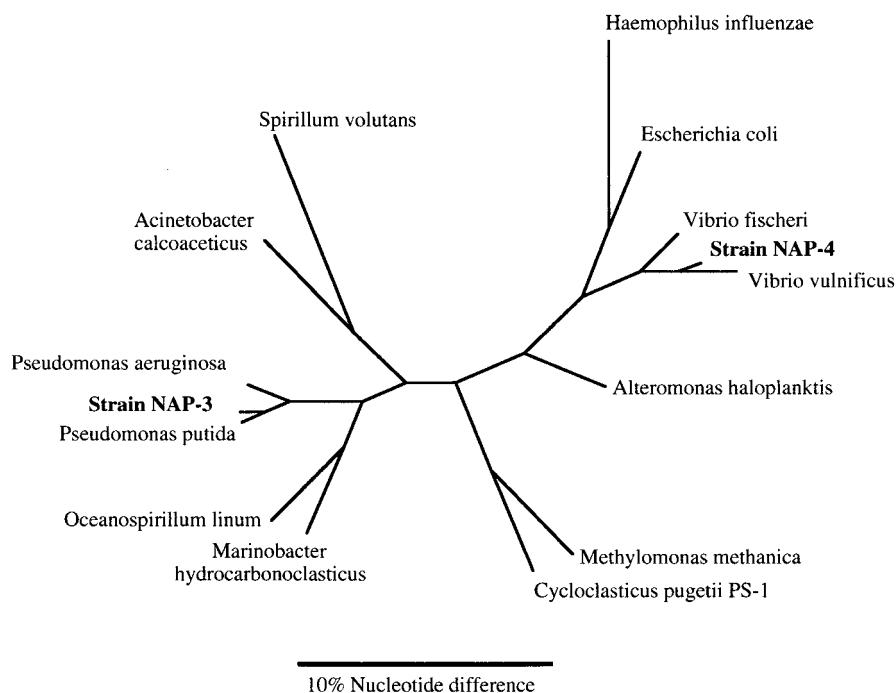 Haemophilus influenzae
Spirillum volutans
Escherichia coli
Acinetobacter
calcoaceticus
Vibrio fischeri
Strain NAP-4
Vibrio vulnificus
Pseudomonas aeruginosa
Strain NAP-3
Pseudomonas putida
Alteromonas haloplanktis
Oceanospirillum linum
Marinobacter
hydrocarbonoclasticus
Methylomonas methanica
Cycloclasticus pugetii PS-1
10% Nucleotide difference